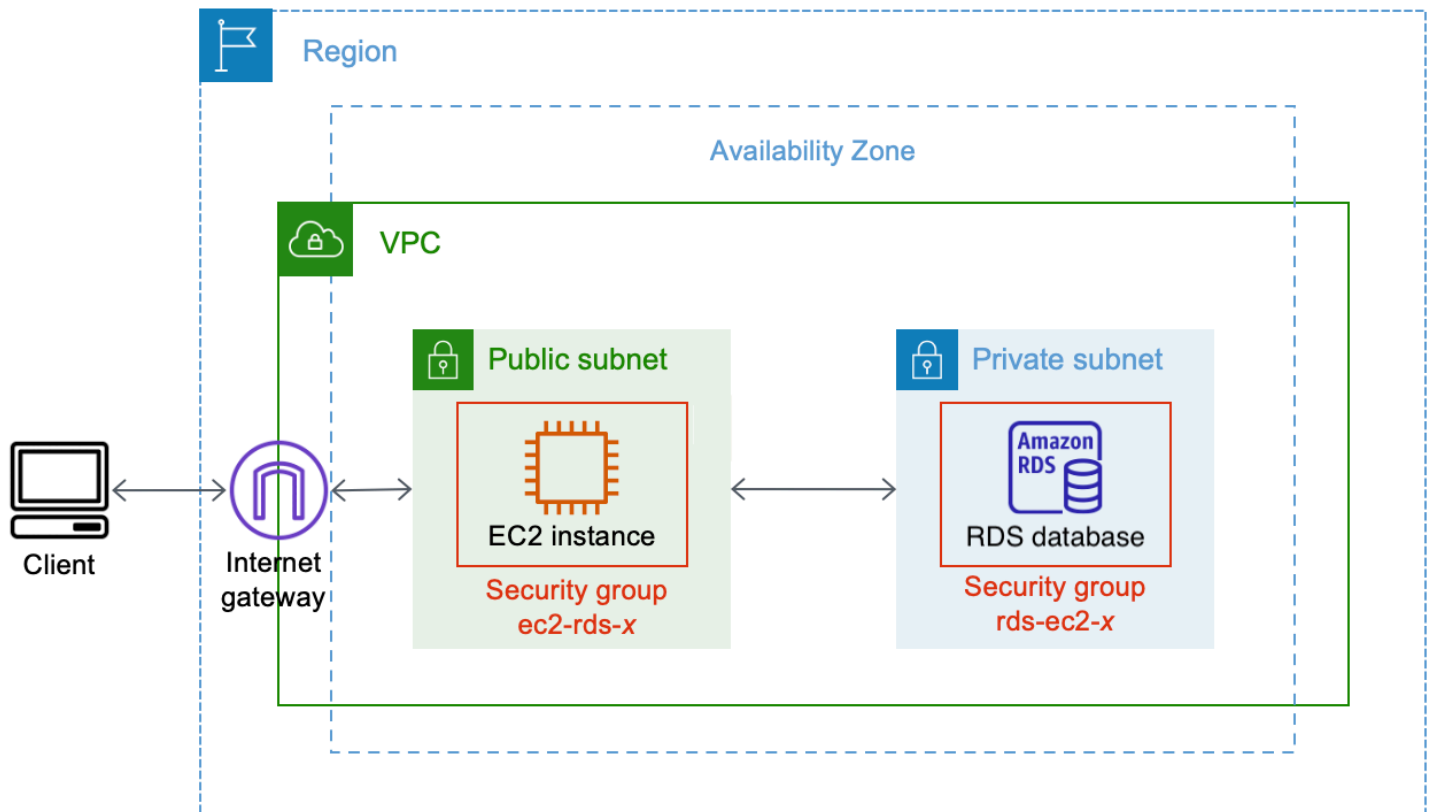 Region
Availability Zone
VPC
Public subnet
Private subnet
Amazon
RDS
EC2 instance
RDS database
Client
Internet
gateway
Security group
ec2-rds-x
Security group
rds-ec2-x